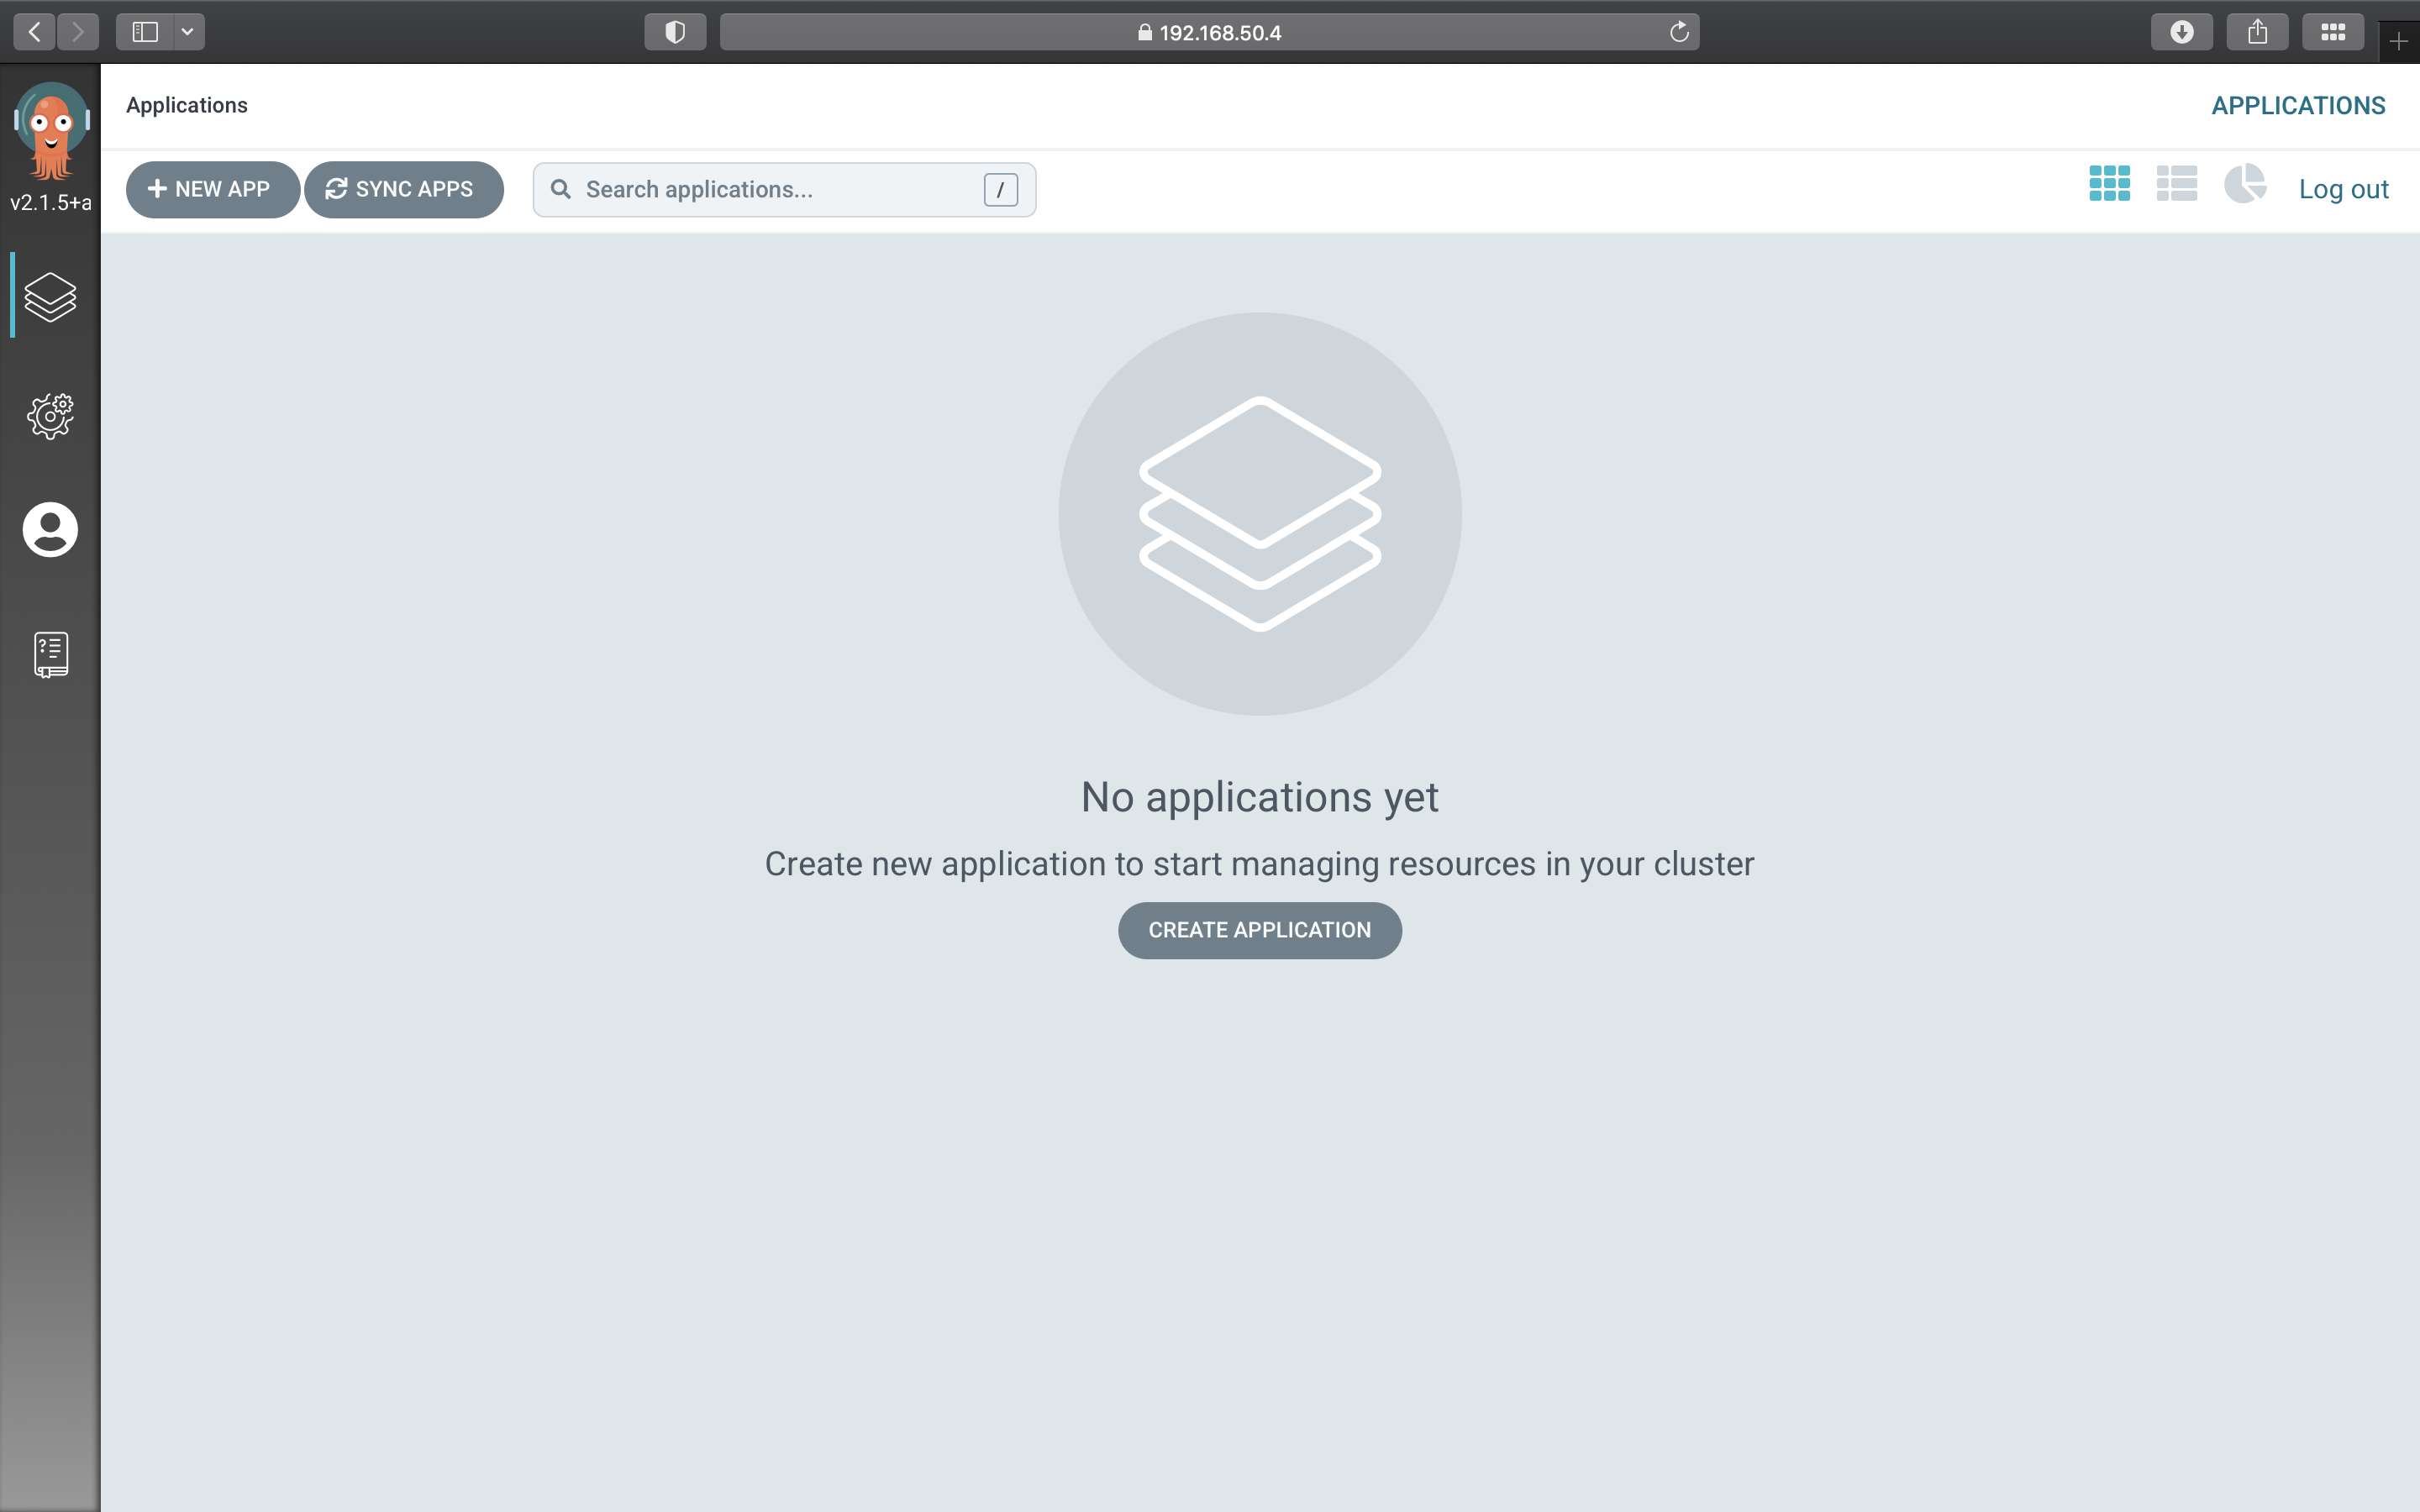 192.168.50.4
Applications
APPLICATIONS
v2.1.5+a
NEW APP
SYNC APPS
Search applications...
/
Log out
No applications yet
Create new application to start managing resources in your cluster
CREATE APPLICATION